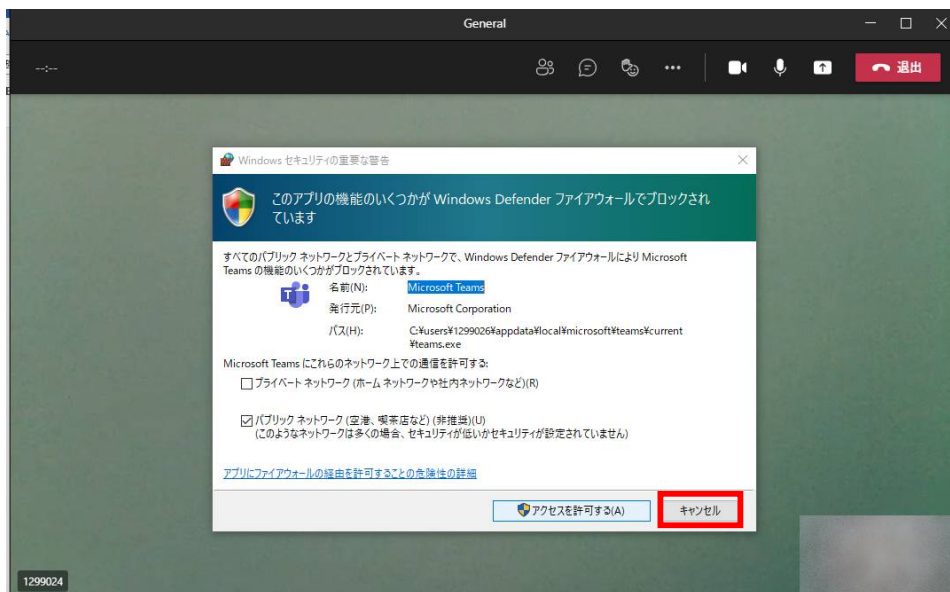 General
--:--
退出
Windows セキュリティの重要な警告
このアプリの機能のいくつかが Windows Defender ファイアウォールでブロックされ
ています
すべてのパブリック ネットワークとプライベート ネットワークで、Windows Defender ファイアウォールにより Microsoft
Teams の機能のいくつかがブロックされています。
名前(N): Microsoft Teams
発行元(P): Microsoft Corporation
パス(H): C:¥users¥1299026¥appdata¥local¥microsoft¥teams¥current
¥teams.exe
Microsoft Teams にこれらのネットワーク上での通信を許可する:
プライベート ネットワーク (ホーム ネットワークや社内ネットワークなど)(R)
パブリック ネットワーク (空港、喫茶店など) (非推奨)(U)
(このようなネットワークは多くの場合、セキュリティが低いかセキュリティが設定されていません)
アプリにファイアウォールの経由を許可することの危険性の詳細
アクセスを許可する(A) キャンセル
1299024